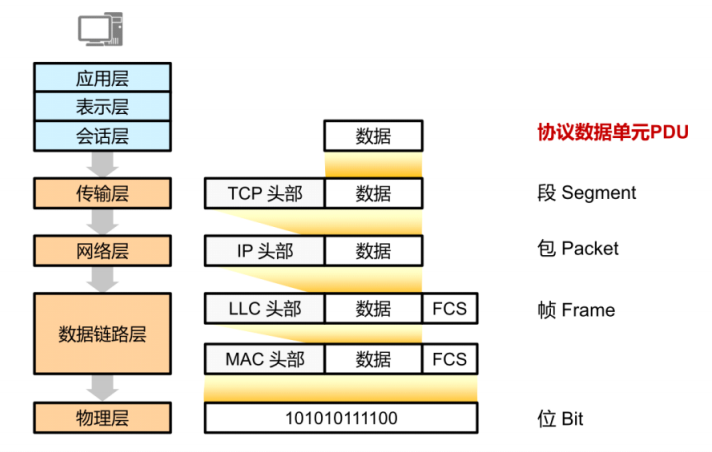 应用层
表示层
会话层
数据
协议数据单元PDU
传输层
TCP 头部
数据
段 Segment
网络层
IP 头部
数据
包 Packet
数据链路层
LLC 头部
数据
FCS
帧 Frame
MAC 头部
数据
FCS
物理层
101010111100
位 Bit